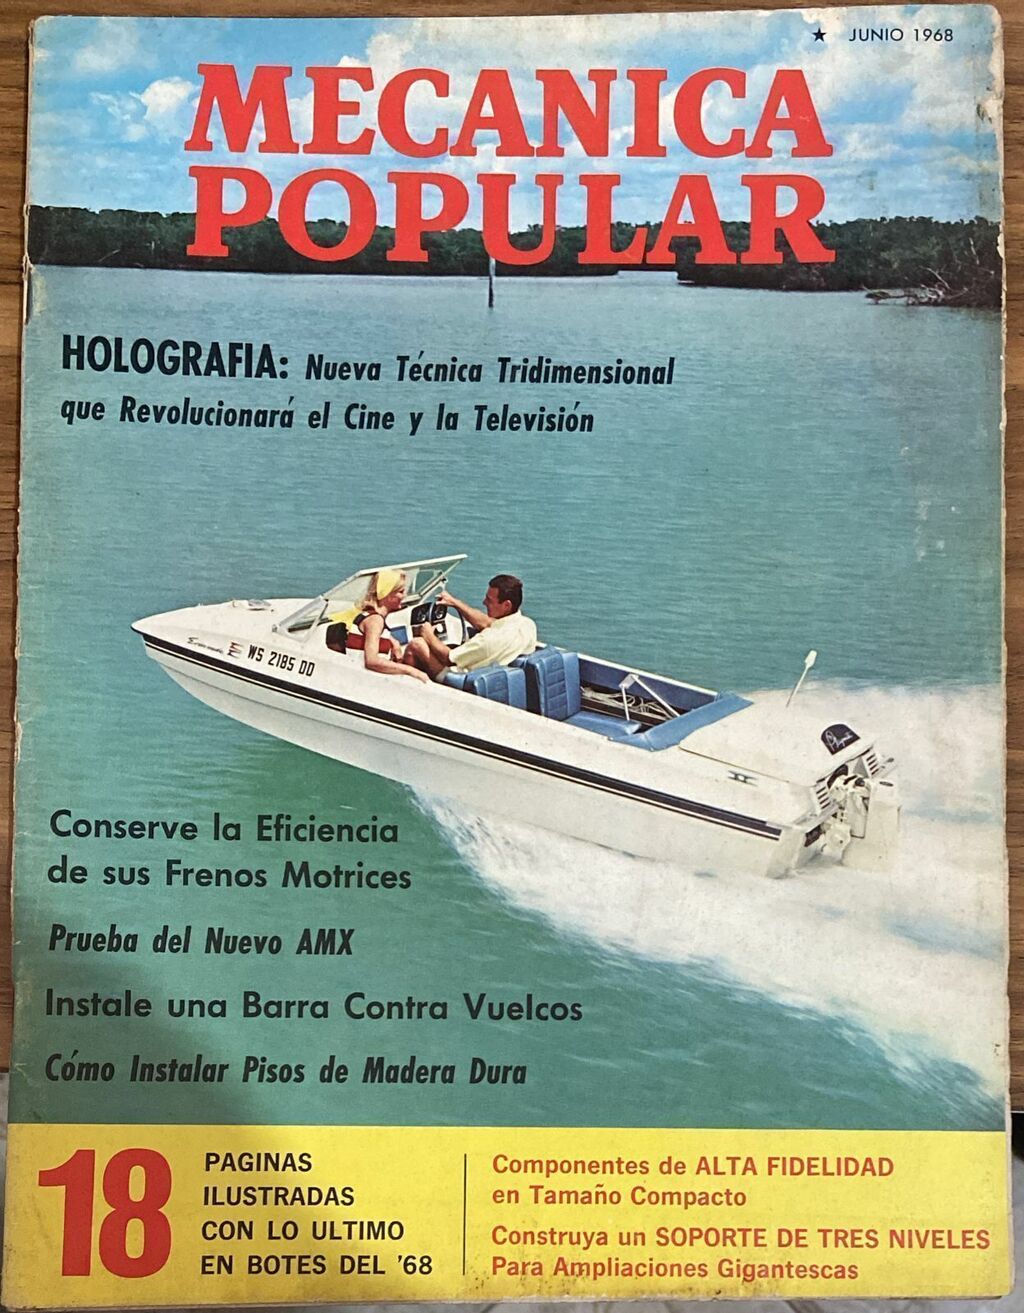 ★ JUNIO 1968
MECANICA
POPULAR
HOLOGRAFIA: Nueva Técnica Tridimensional
que Revolucionará el Cine y la Televisión
WS 2185 DD
Conserve la Eficiencia
de sus Frenos Motrices
Prueba del Nuevo AMX
Instale una Barra Contra Vuelcos
Cómo Instalar Pisos de Madera Dura
18
PAGINAS
ILUSTRADAS
CON LO ULTIMO
EN BOTES DEL '68
Componentes de ALTA FIDELIDAD
en Tamaño Compacto
Construya un SOPORTE DE TRES NIVELES
Para Ampliaciones Gigantescas